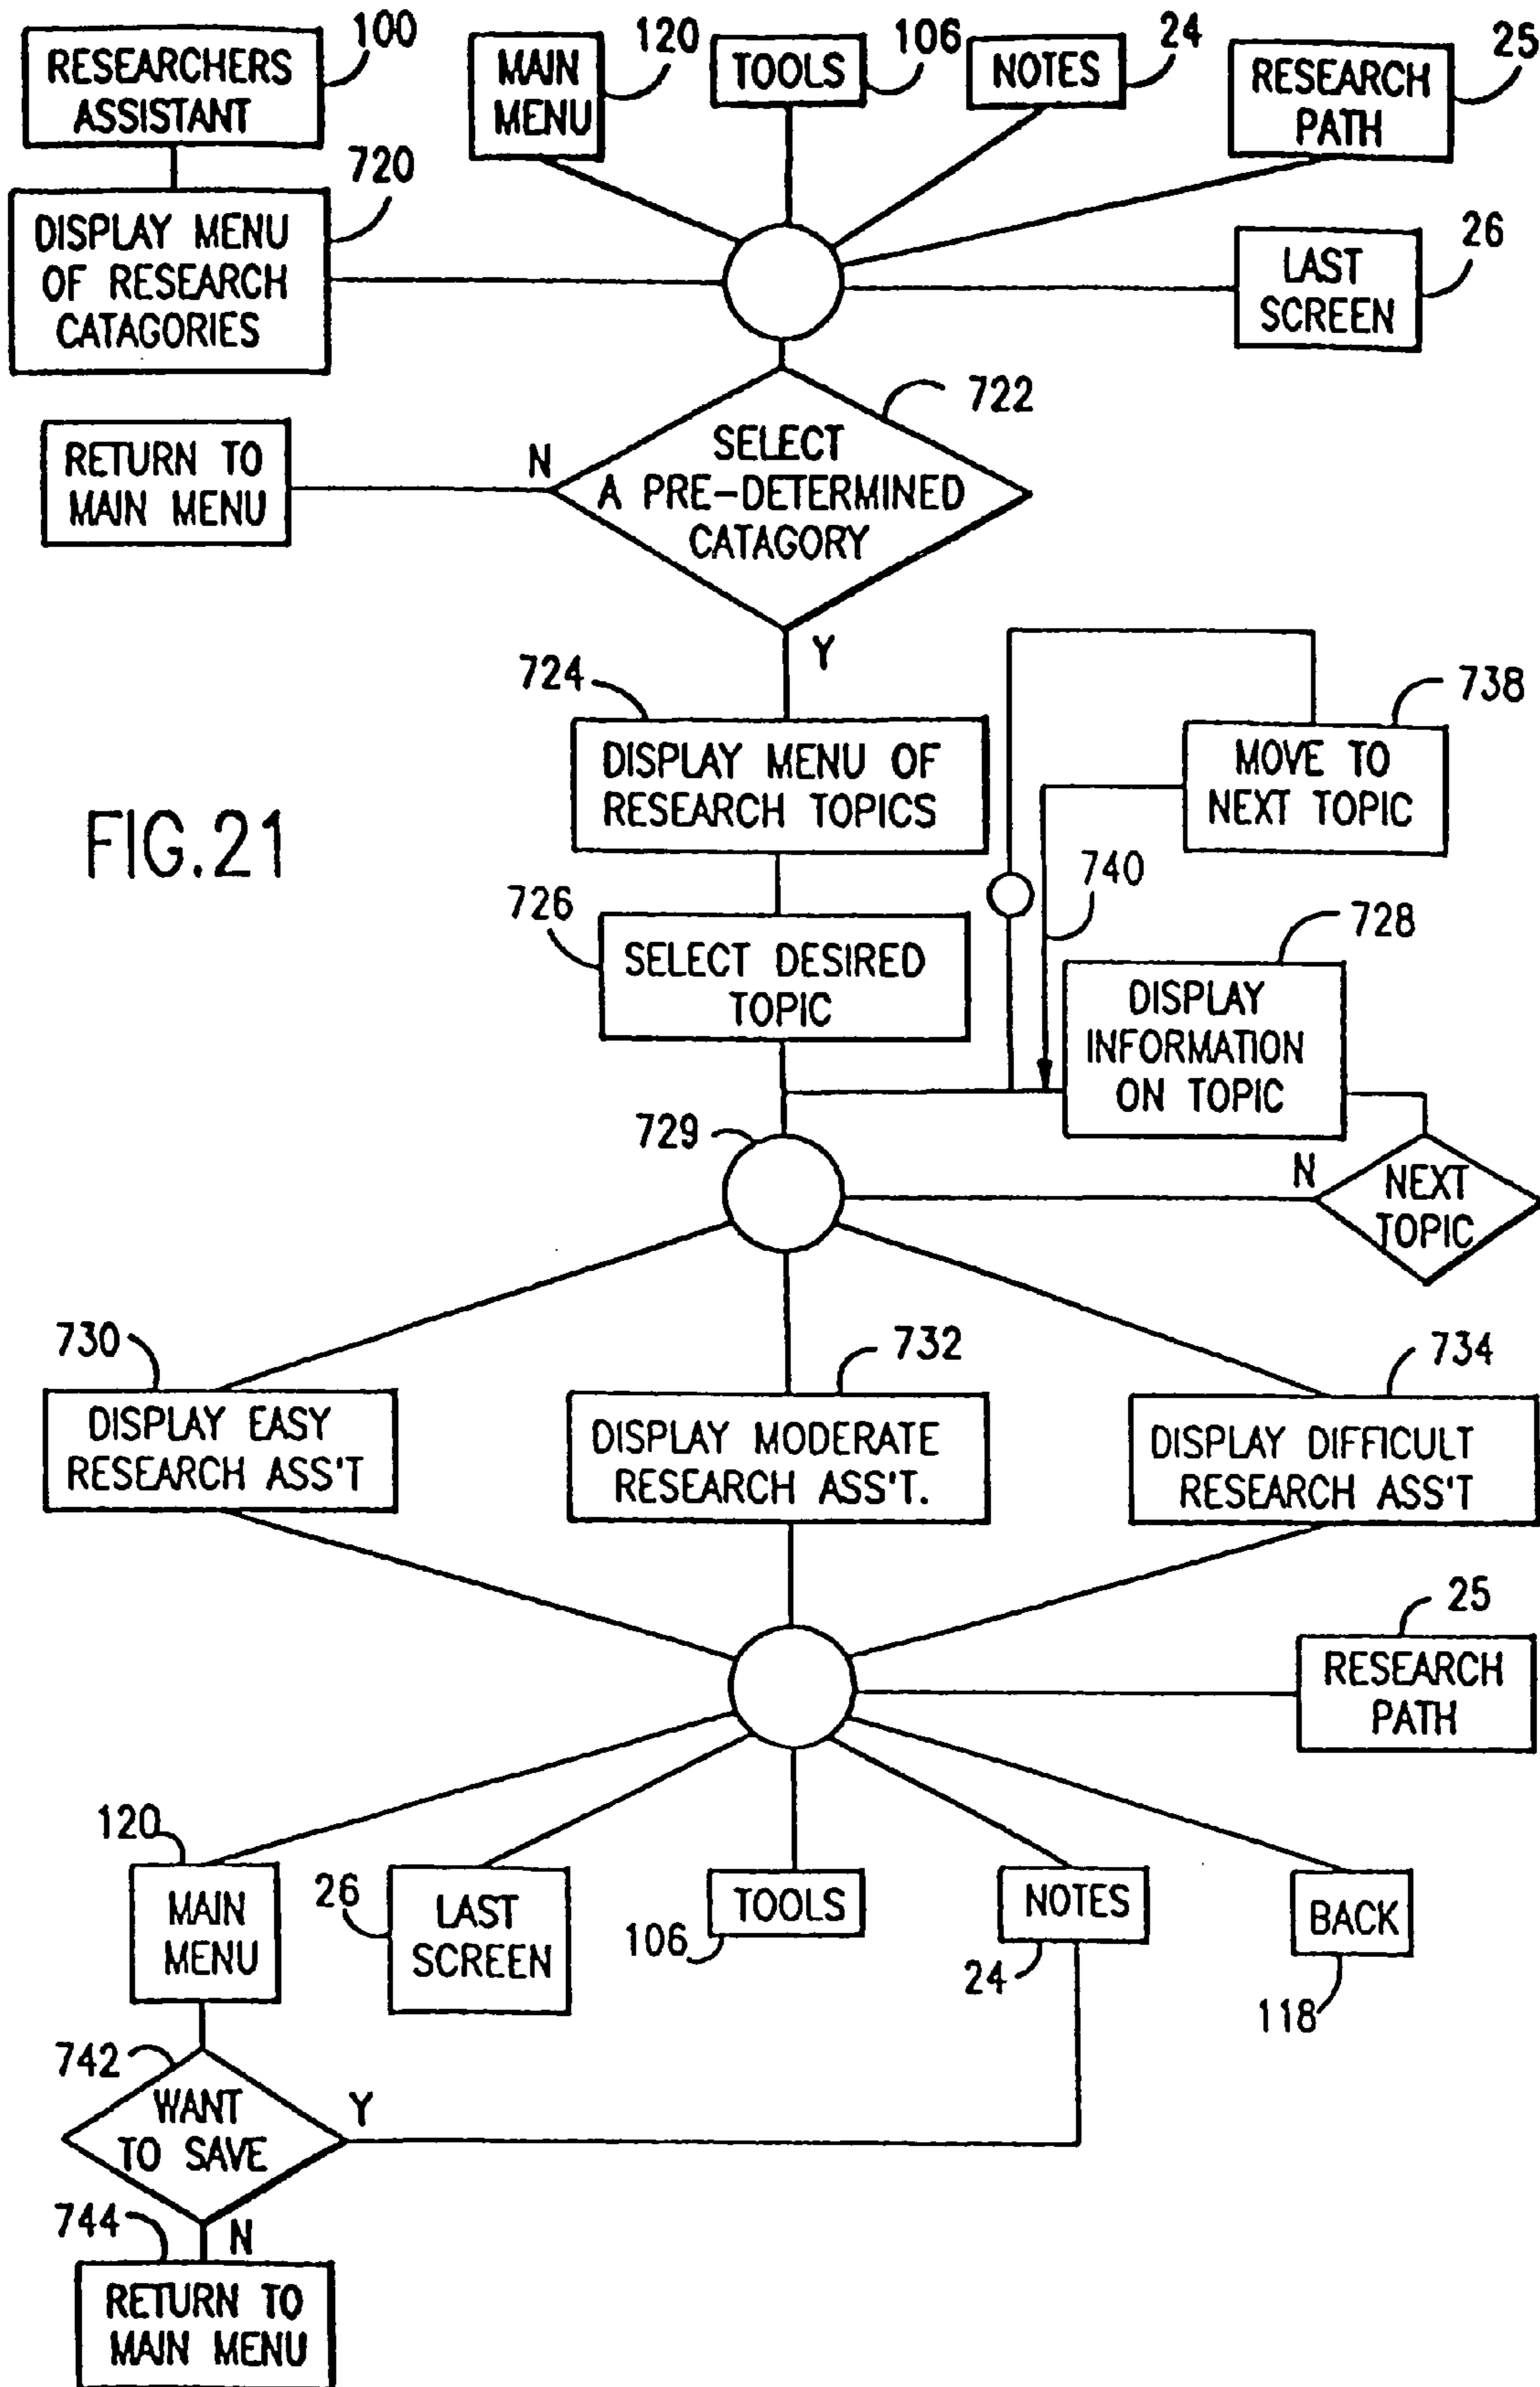 RESEARCHERS
ASSISTANT
100
MAIN
MENU
120
TOOLS
106
NOTES
24
RESEARCH
PATH
25
720
DISPLAY MENU
OF RESEARCH
CATAGORIES
LAST
SCREEN
26
722
SELECT
A PRE-DETERMINED
CATAGORY
N
RETURN TO
MAIN MENU
Y
724
DISPLAY MENU OF
RESEARCH TOPICS
738
MOVE TO
NEXT TOPIC
FIG.21
740
726
SELECT DESIRED
TOPIC
728
DISPLAY
INFORMATION
ON TOPIC
729
N
NEXT
TOPIC
730
DISPLAY EASY
RESEARCH ASS'T
732
DISPLAY MODERATE
RESEARCH ASS'T.
734
DISPLAY DIFFICULT
RESEARCH ASS'T
25
RESEARCH
PATH
120
MAIN
MENU
26
LAST
SCREEN
TOOLS
106
NOTES
24
BACK
118
742
WANT
TO SAVE
Y
744
N
RETURN TO
MAIN MENU